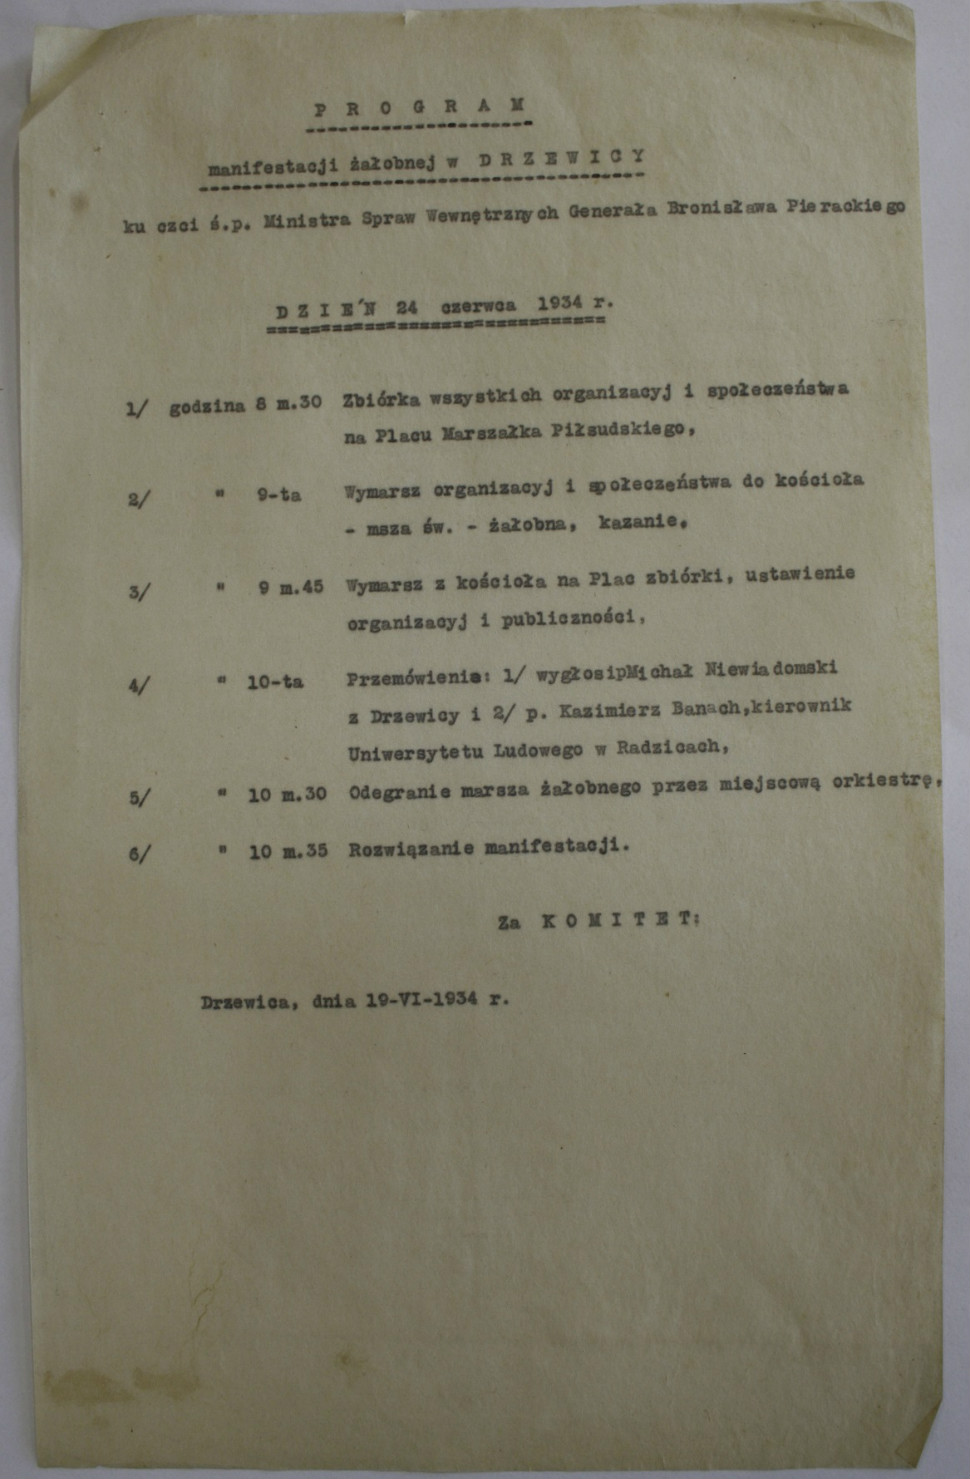 P R O G R A M
manifestacji żałobnej w D R Z E W I C Y
ku czci ś.p. Ministra Spraw Wewnętrznych Generała Bronisława Pierackiego
D Z I E Ń 24 czerwca 1934 r.
1/ godzina 8 m.30 Zbiórka wszystkich organizacyj i społeczeństwa
na Placu Marszałka Piłsudskiego,
2/ " 9-ta Wymarsz organizacyj i społeczęństwa do kościoła
- msza św. - żałobna, kazanie,
3/ " 9 m.45 Wymarsz z kościoła na Plac zbiórki, ustawienie
organizacyj i publiczności,
4/ " 10-ta Przemówienia: 1/ wygłosipMichał Niewiadomski
z Drzewicy i 2/ p. Kazimierz Banach,kierownik
Uniwersytetu Ludowego w Radzicach,
5/ " 10 m.30 Odegranie marsza żałobnego przez miejscową orkiestrę,
6/ " 10 m.35 Rozwiązanie manifestacji.
Za K O M I T E T:
Drzewica, dnia 19-VI-1934 r.